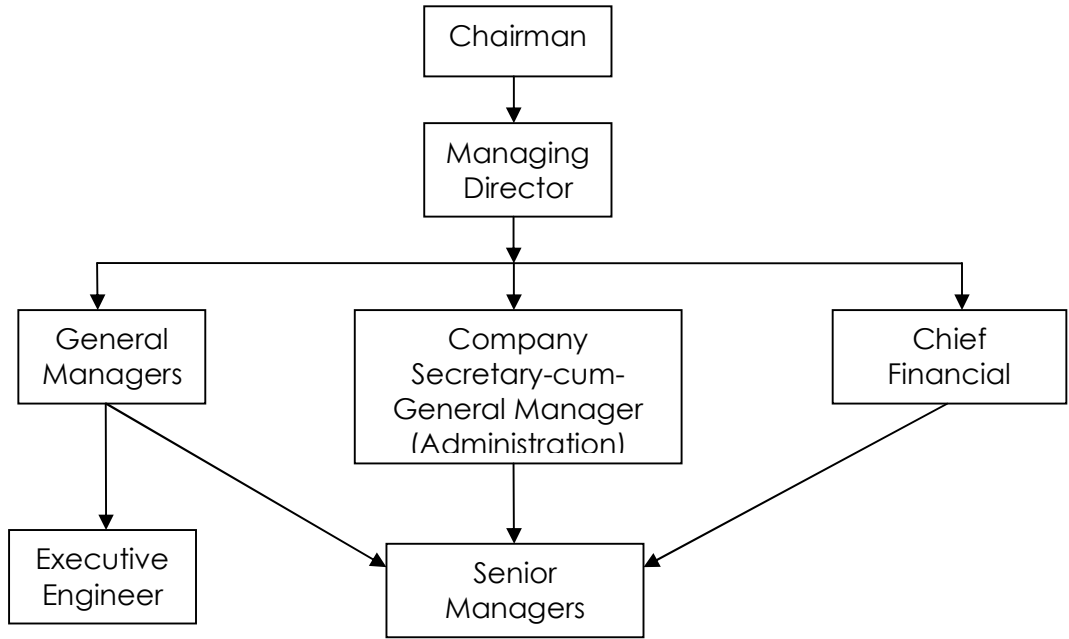 Chairman
Managing
Director
General
Managers
Company
Secretary-cum-
General Manager
(Administration)
Chief
Financial
Executive
Engineer
Senior
Managers